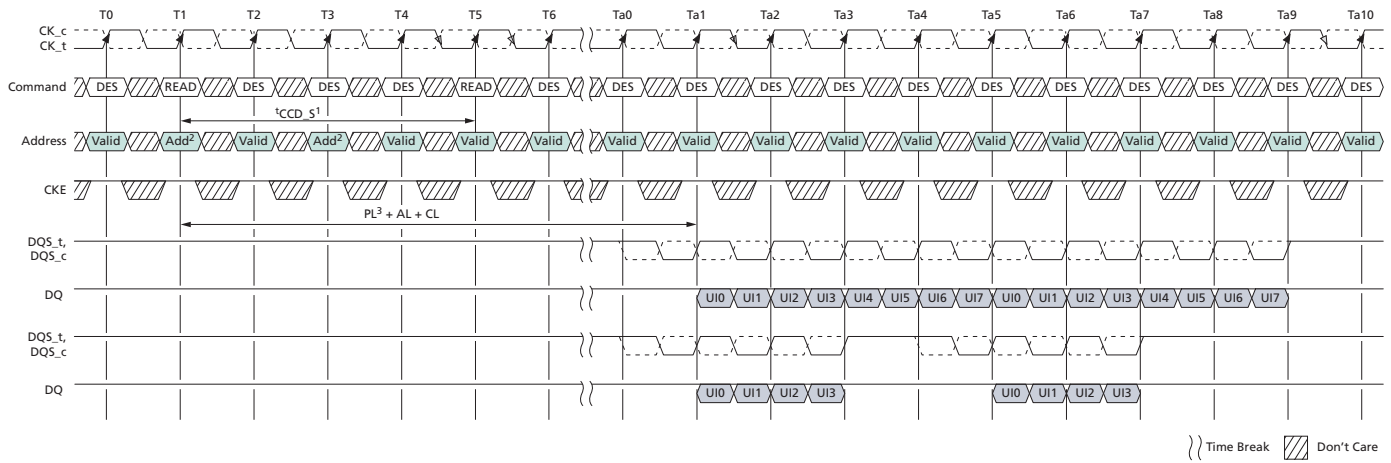 T0 T1 T2 T3 T4 T5 T6 Ta0 Ta1 Ta2 Ta3 Ta4 Ta5 Ta6 Ta7 Ta8 Ta9 Ta10
CK_c
CK_t
Command DES READ DES DES DES READ DES DES DES DES DES DES DES DES DES DES DES DES
tCCD_S1
Address Valid Add2 Valid Add2 Valid Valid Valid Valid Valid Valid Valid Valid Valid Valid Valid Valid Valid Valid
CKE
PL3 + AL + CL
DQS_t,
DQS_c
DQ UI0 UI1 UI2 UI3 UI4 UI5 UI6 UI7 UI0 UI1 UI2 UI3 UI4 UI5 UI6 UI7
DQS_t,
DQS_c
DQ UI0 UI1 UI2 UI3 UI0 UI1 UI2 UI3
Time Break Don't Care